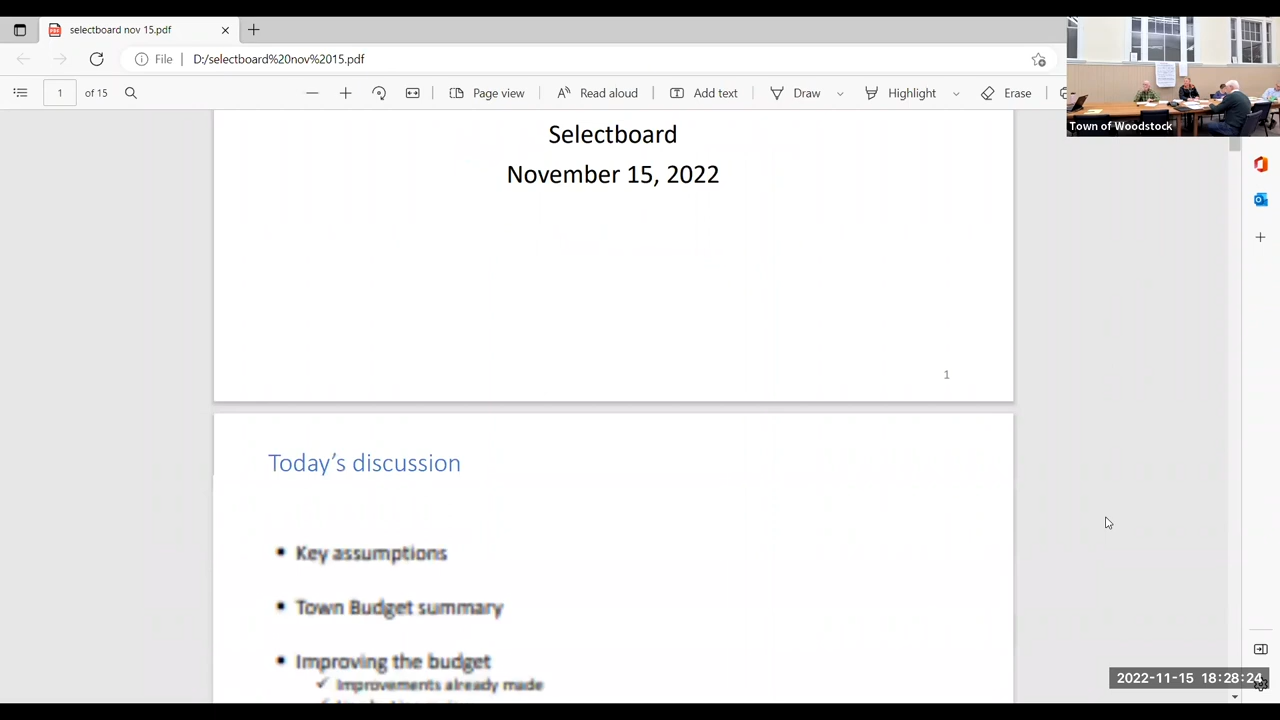 selectboard nov 15.pdf
File D:/selectboard%20nov%2015.pdf
1 of 15 Page view Read aloud Add text Draw Highlight Erase
Town of Woodstock
Selectboard
November 15, 2022
1
Today's discussion
Key assumptions
Town Budget summary
Improving the budget
Improvements already made
2022-11-15 18:28:24